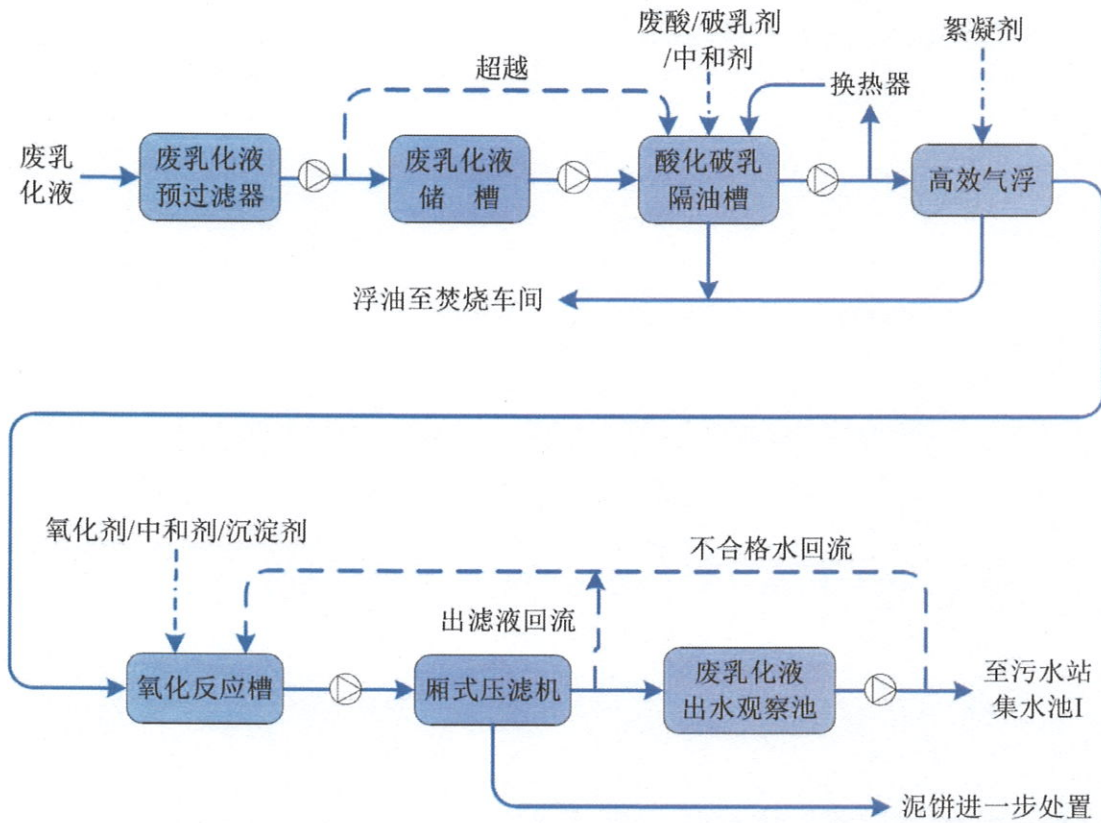 废酸/破乳剂
/中和剂
絮凝剂
超越
换热器
废乳
化液
废乳化液
预过滤器
废乳化液
储 槽
酸化破乳
隔油槽
高效气浮
浮油至焚烧车间
氧化剂/中和剂/沉淀剂
不合格水回流
出滤液回流
氧化反应槽
厢式压滤机
废乳化液
出水观察池
至污水站
集水池I
泥饼进一步处置